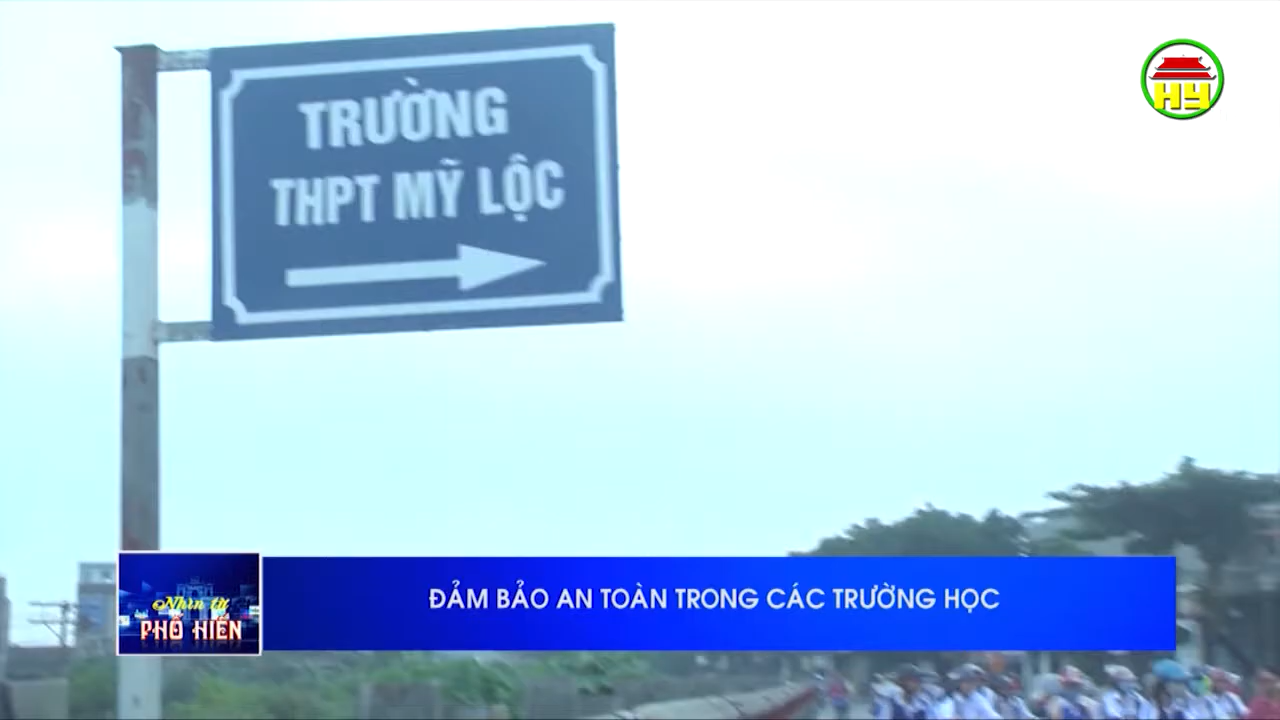 TRƯỜNG
THPT MỸ LỘC
HY
Nhìn từ
PHỐ HIẾN
ĐẢM BẢO AN TOÀN TRONG CÁC TRƯỜNG HỌC